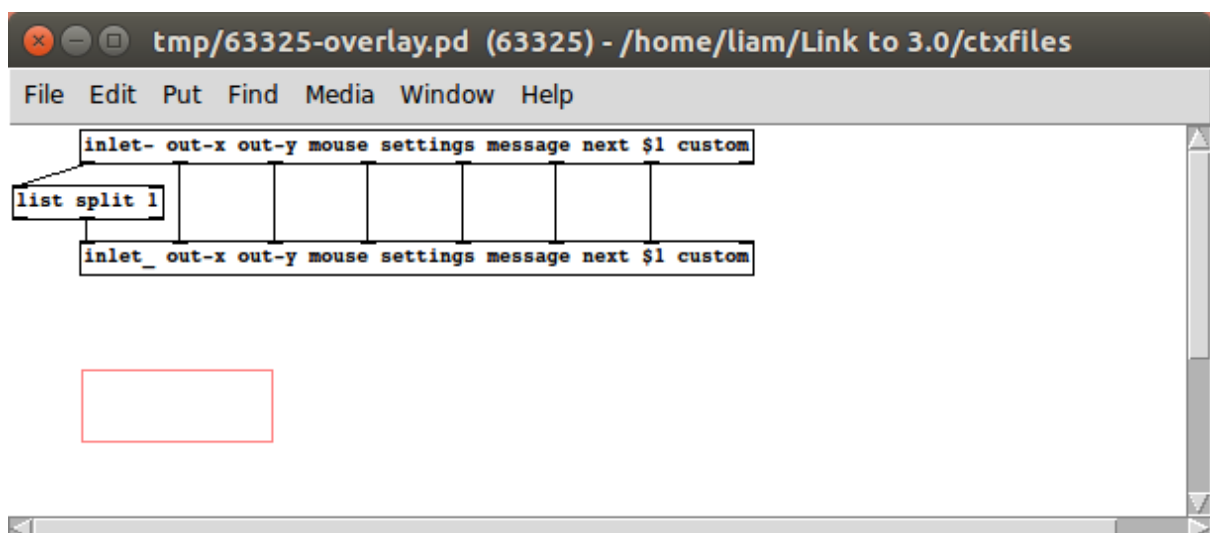 tmp/63325-overlay.pd (63325) - /home/liam/Link to 3.0/ctxfiles
File Edit Put Find Media Window Help
inlet- out-x out-y mouse settings message next $1 custom
list split 1
inlet_ out-x out-y mouse settings message next $1 custom